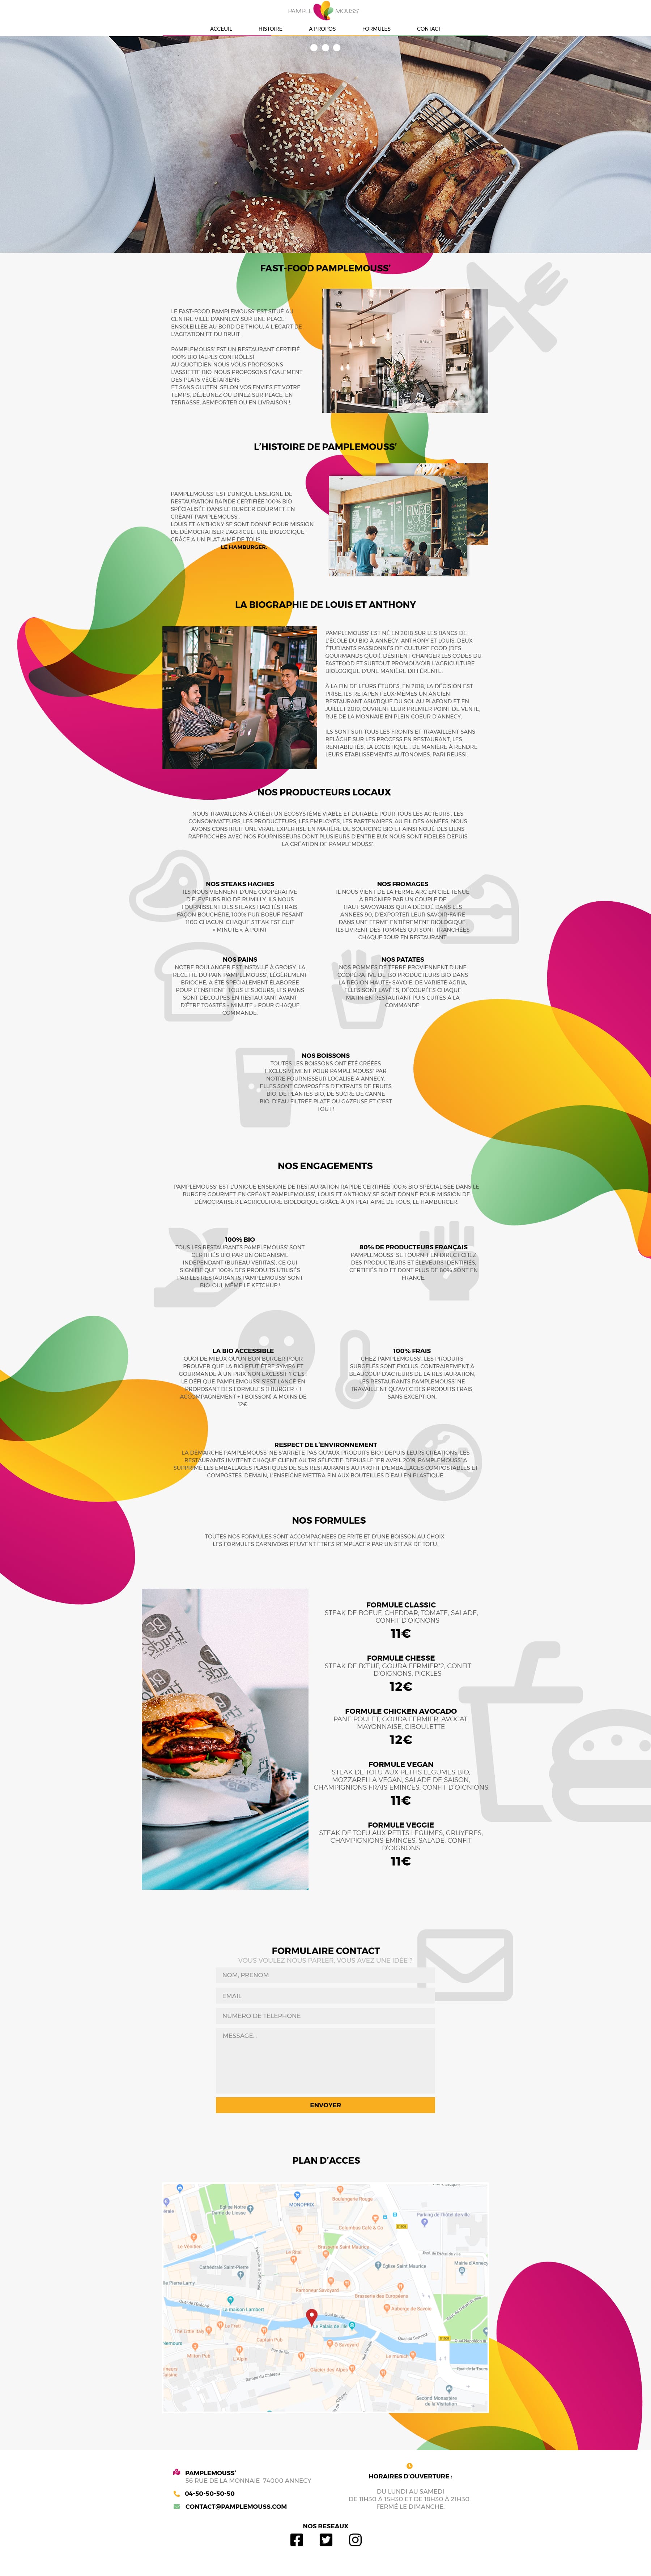 PAMPLE MOUSS'
ACCEUIL HISTOIRE A PROPOS FORMULES CONTACT
FAST-FOOD PAMPLEMOUSS'
LE FAST-FOOD PAMPLEMOUSS' EST SITUÉ AU
CENTRE VILLE D'ANNECY SUR UNE PLACE
ENSOLEILLÉE AU BORD DE THIOU, À L'ÉCART DE
L'AGITATION ET DU BRUIT.
PAMPLEMOUSS' EST UN RESTAURANT CERTIFIÉ
100% BIO (ALPES CONTRÔLES)
AU QUOTIDIEN NOUS VOUS PROPOSONS
L'ASSIETTE BIO. NOUS PROPOSONS ÉGALEMENT
DES PLATS VÉGÉTARIENS
ET SANS GLUTEN, SELON VOS ENVIES ET VOTRE
TEMPS, DÉJEUNEZ OU DINEZ SUR PLACE, EN
TERRASSE, ÀEMPORTER OU EN LIVRAISON !
L'HISTOIRE DE PAMPLEMOUSS'
PAMPLEMOUSS' EST L'UNIQUE ENSEIGNE DE
RESTAURATION RAPIDE CERTIFIÉE 100% BIO
SPÉCIALISÉE DANS LE BURGER GOURMET. EN
CRÉANT PAMPLEMOUSS',
LOUIS ET ANTHONY SE SONT DONNÉ POUR MISSION
DE DÉMOCRATISER L'AGRICULTURE BIOLOGIQUE
GRÂCE À UN PLAT AIMÉ DE TOUS,
LE HAMBURGER.
LA BIOGRAPHIE DE LOUIS ET ANTHONY
PAMPLEMOUSS' EST NÉ EN 2018 SUR LES BANCS DE
L'ÉCOLE DU BIO À ANNECY. ANTHONY ET LOUIS, DEUX
ÉTUDIANTS PASSIONNÉS DE CULTURE FOOD DES
GOURMANDS QUOI, DÉSIRENT CHANGER LES CODES DU
FASTFOOD ET SURTOUT PROMOUVOIR L'AGRICULTURE
BIOLOGIQUE D'UNE MANIÈRE DIFFÉRENTE.
À LA FIN DE LEURS ÉTUDES, EN 2018, LA DÉCISION EST
PRISE. ILS RETAPENT EUX-MÊMES UN ANCIEN
RESTAURANT ASIATIQUE DU SOL AU PLAFOND ET EN
JUILLET 2019, OUVRENT LEUR PREMIER POINT DE VENTE,
RUE DE LA MONNAIE EN PLEIN COEUR D'ANNECY.
ILS SONT SUR TOUS LES FRONTS ET TRAVAILLENT SANS
RELÂCHE SUR LES PROCESS EN RESTAURANT, LES
RENTABILITÉS, LA LOGISTIQUE... DE MANIÈRE À RENDRE
LEURS ÉTABLISSEMENTS AUTONOMES. PARI RÉUSSI.
NOS PRODUCTEURS LOCAUX
NOUS TRAVAILLONS À CRÉER UN ÉCOSYSTÈME VIABLE ET DURABLE POUR TOUS LES ACTEURS : LES
CONSOMMATEURS, LES PRODUCTEURS, LES EMPLOYÉS, LES PARTENAIRES. AU FIL DES ANNÉES, NOUS
AVONS CONSTRUIT UNE VRAIE EXPERTISE EN MATIÈRE DE SOURCING BIO ET AINSI NOUÉ DES LIENS
RAPPROCHÉS AVEC NOS FOURNISSEURS DONT PLUSIEURS D'ENTRE EUX NOUS SONT FIDÈLES DEPUIS
LA CRÉATION DE PAMPLEMOUSS'.
NOS STEAKS HACHES
ILS NOUS VIENNENT D'UNE COOPÉRATIVE
D'ÉLEVEURS BIO DE RUMILLY. ILS NOUS
FOURNISSENT DES STEAKS HACHÉS FRAIS,
FAÇON BOUCHÈRE, 100% PUR BOEUF PESANT
110G CHACUN. CHAQUE STEAK EST CUIT
« MINUTE », À POINT
NOS FROMAGES
IL NOUS VIENT DE LA FERME ARC EN CIEL TENUE
À REIGNIER PAR UN COUPLE DE
HAUT-SAVOYARDS QUI A DÉCIDÉ DANS LES
ANNÉES 90, D'EXPORTER LEUR SAVOIR-FAIRE
DANS UNE FERME ENTIÈREMENT BIOLOGIQUE.
ILS LIVRENT DES TOMMES QUI SONT TRANCHÉES
CHAQUE JOUR EN RESTAURANT.
NOS PAINS
NOTRE BOULANGER EST INSTALLÉ À GROISY. LA
RECETTE DU PAIN PAMPLEMOUSS', LÉGÈREMENT
BRIOCHÉ, A ÉTÉ SPÉCIALEMENT ÉLABORÉE
POUR L'ENSEIGNE. TOUS LES JOURS, LES PAINS
SONT DÉCOUPÉS EN RESTAURANT AVANT
D'ÊTRE TOASTÉS « MINUTE » POUR CHAQUE
COMMANDE.
NOS PATATES
NOS POMMES DE TERRE PROVIENNENT D'UNE
COOPÉRATIVE DE 130 PRODUCTEURS BIO DANS
LA RÉGION HAUTE- SAVOIE. DE VARIÉTÉ AGRIA,
ELLES SONT LAVÉES, DÉCOUPÉES CHAQUE
MATIN EN RESTAURANT PUIS CUITES À LA
COMMANDE.
NOS BOISSONS
TOUTES LES BOISSONS ONT ÉTÉ CRÉÉES
EXCLUSIVEMENT POUR PAMPLEMOUSS' PAR
NOTRE FOURNISSEUR LOCALISÉ À ANNECY.
ELLES SONT COMPOSÉES D'EXTRAITS DE FRUITS
BIO, DE PLANTES BIO, DE SUCRE DE CANNE
BIO, D'EAU FILTRÉE PLATE OU GAZEUSE ET C'EST
TOUT !
NOS ENGAGEMENTS
PAMPLEMOUSS' EST L'UNIQUE ENSEIGNE DE RESTAURATION RAPIDE CERTIFIÉE 100% BIO SPÉCIALISÉE DANS LE
BURGER GOURMET. EN CRÉANT PAMPLEMOUSS', LOUIS ET ANTHONY SE SONT DONNÉ POUR MISSION DE
DÉMOCRATISER L'AGRICULTURE BIOLOGIQUE GRÂCE À UN PLAT AIMÉ DE TOUS, LE HAMBURGER.
100% BIO
TOUS LES RESTAURANTS PAMPLEMOUSS' SONT
CERTIFIÉS BIO PAR UN ORGANISME
INDÉPENDANT (BUREAU VERITAS), CE QUI
SIGNIFIE QUE 100% DES PRODUITS UTILISÉS
PAR LES RESTAURANTS PAMPLEMOUSS' SONT
BIO. OUI, MÊME LE KETCHUP !
80% DE PRODUCTEURS FRANÇAIS
PAMPLEMOUSS' SE FOURNIT EN DIRECT CHEZ
DES PRODUCTEURS ET ÉLEVEURS IDENTIFIÉS,
CERTIFIÉS BIO ET DONT PLUS DE 80% SONT EN
FRANCE.
LA BIO ACCESSIBLE
QUOI DE MIEUX QU'UN BON BURGER POUR
PROUVER QUE LA BIO PEUT ÊTRE SYMPA ET
GOURMANDE À UN PRIX NON EXCESSIF ? C'EST
LE DÉFI QUE PAMPLEMOUSS' S'EST LANCÉ EN
PROPOSANT DES FORMULES (1 BURGER + 1
ACCOMPAGNEMENT + 1 BOISSON) À MOINS DE
12€.
100% FRAIS
CHEZ PAMPLEMOUSS', LES PRODUITS
SURGELÉS SONT EXCLUS. CONTRAIREMENT À
BEAUCOUP D'ACTEURS DE LA RESTAURATION,
LES RESTAURANTS PAMPLEMOUSS' NE
TRAVAILLENT QU'AVEC DES PRODUITS FRAIS,
SANS EXCEPTION.
RESPECT DE L'ENVIRONNEMENT
LA DÉMARCHE PAMPLEMOUSS' NE S'ARRÊTE PAS QU'AUX PRODUITS BIO ! DEPUIS LEURS CRÉATIONS, LES
RESTAURANTS INVITENT CHAQUE CLIENT AU TRI SÉLECTIF. DEPUIS LE 1ER AVRIL 2019, PAMPLEMOUSS' A
SUPPRIMÉ LES EMBALLAGES PLASTIQUES DE SES RESTAURANTS AU PROFIT D'EMBALLAGES COMPOSTABLES ET
COMPOSTÉS. DEMAIN, L'ENSEIGNE METTRA FIN AUX BOUTEILLES D'EAU EN PLASTIQUE.
NOS FORMULES
TOUTES NOS FORMULES SONT ACCOMPAGNEES DE FRITE ET D'UNE BOISSON AU CHOIX.
LES FORMULES CARNIVORS PEUVENT ETRES REMPLACER PAR UN STEAK DE TOFU
FORMULE CLASSIC
STEAK DE BOEUF, CHEDDAR, TOMATE, SALADE,
CONFIT D'OIGNONS
11€
FORMULE CHESSE
STEAK DE BŒUF, GOUDA FERMIER*2, CONFIT
D'OIGNONS, PICKLES
12€
FORMULE CHICKEN AVOCADO
PANE POULET, GOUDA FERMIER, AVOCAT,
MAYONNAISE, CIBOULETTE
12€
FORMULE VEGAN
STEAK DE TOFU AUX PETITS LEGUMES BIO,
MOZZARELLA VEGAN, SALADE DE SAISON,
CHAMPIGNIONS FRAIS EMINCES, CONFIT D'OIGNIONS
11€
FORMULE VEGGIE
STEAK DE TOFU AUX PETITS LEGUMES, GRUYERES,
CHAMPIGNIONS EMINCES, SALADE, CONFIT
D'OIGNONS
11€
FORMULAIRE CONTACT
VOUS VOULEZ NOUS PARLER, VOUS AVEZ UNE IDÉE ?
NOM, PRENOM
EMAIL
NUMERO DE TELEPHONE
MESSAGE...
ENVOYER
PLAN D'ACCES
MONOPRIX
Boulangerie Rouge
Église Notre
Dame de Liesse
Parking de l'hôtel de ville
Columbus Café & Co
Le Vérolien
Brasserie Saint Maurice
Cathédrale Saint-Pierre
Église Saint Maurice
Mairie d'Annecy
Ramoneur Savoyard
La maison Lambert
Brasserie des Européens
Auberge de Savoie
Le Palais de l'île
The Little Key
Le Freti
Captain Pub
Ô Savoyard
Milton Pub
L'Alpin
Glacier des Alpes
Second Monastère
de la Visitation
PAMPLEMOUSS'
56 RUE DE LA MONNAIE 74000 ANNECY
04-50-50-50-50
CONTACT@PAMPLEMOUSS.COM
HORAIRES D'OUVERTURE :
DU LUNDI AU SAMEDI
DE 11H30 À 15H30 ET DE 18H30 À 21H30.
FERMÉ LE DIMANCHE.
NOS RESEAUX